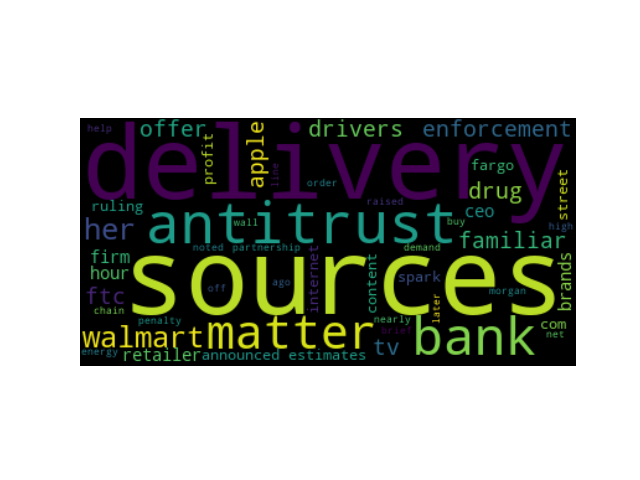 help offer profit apple line drivers enforcement
delivery
order fargo drug street
ruling raised ceo
her antitrust wall buy high
familiar
noted partnership demand
firm hour sources internet content spark brands
off ago
ftc chain later morgan
penalty nearly brief
walmart matter bank com
net
tv
energy retailer announced estimates